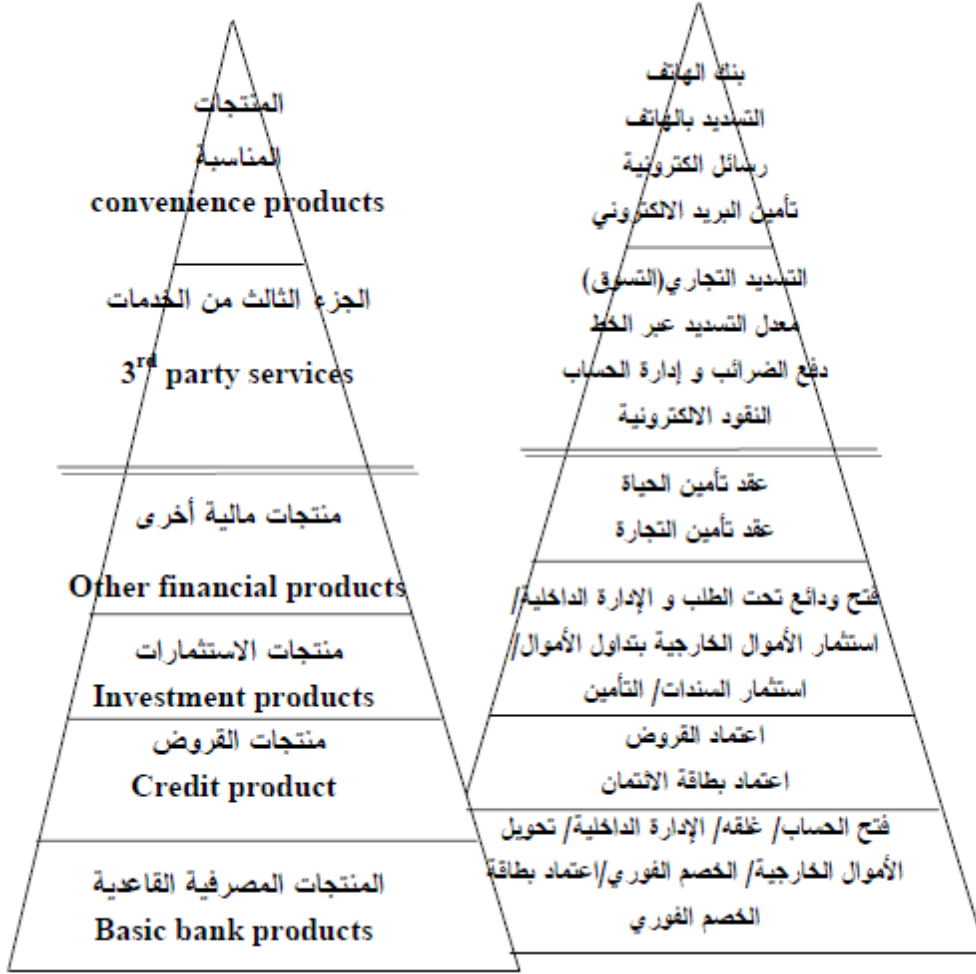 المنتجات
المناسبة
convenience products
الجزء الثالث من الخدمات
3rd party services
منتجات مالية أخرى
Other financial products
منتجات الاستثمارات
Investment products
منتجات القروض
Credit product
المنتجات المصرفية القاعدية
Basic bank products
بنك الهاتف
التسديد بالهاتف
رسائل الكترونية
تأمين البريد الالكتروني
التسديد التجاري(التسوق)
معدل التسديد عبر الخط
دفع الضرائب و إدارة الحساب
النقود الالكترونية
عقد تأمين الحياة
عقد تأمين التجارة
فتح ودائع تحت الطلب و الإدارة الداخلية/
استثمار الأموال الخارجية بتداول الأموال/
استثمار السندات/ التأمين
اعتماد القروض
اعتماد بطاقة الائتمان
فتح الحساب/ غلقه/ الإدارة الداخلية/ تحويل
الأموال الخارجية/ الخصم الفوري/اعتماد بطاقة
الخصم الفوري